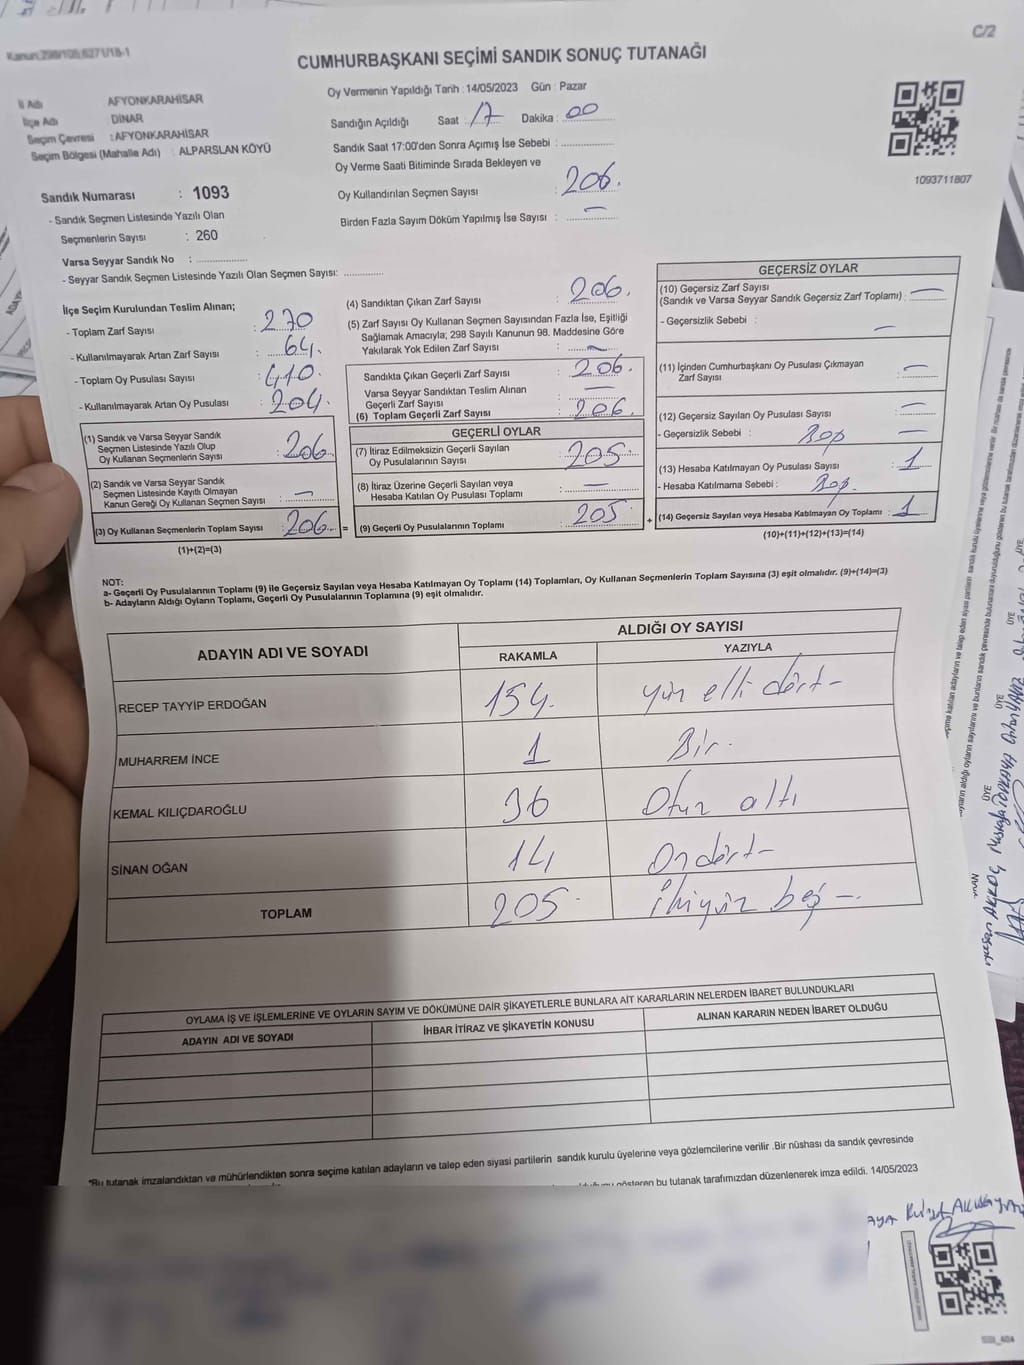 C/2
Kanun:298/105;6271/18-1
CUMHURBAŞKANI SEÇİMİ SANDIK SONUÇ TUTANAĞI
İl Adı : AFYONKARAHİSAR
İlçe Adı : DİNAR
Seçim Çevresi : AFYONKARAHİSAR
Seçim Bölgesi (Mahalle Adı) : ALPARSLAN KÖYÜ
Sandık Numarası : 1093
- Sandık Seçmen Listesinde Yazılı Olan
Seçmenlerin Sayısı : 260
Varsa Seyyar Sandık No :
- Seyyar Sandık Seçmen Listesinde Yazılı Olan Seçmen Sayısı:
Oy Vermenin Yapıldığı Tarih : 14/05/2023 Gün : Pazar
Sandığın Açıldığı Saat : 17 Dakika : 00
Sandık Saat 17:00'den Sonra Açımış İse Sebebi :
Oy Verme Saati Bitiminde Sırada Bekleyen ve
Oy Kullandırılan Seçmen Sayısı : 206.
Birden Fazla Sayım Döküm Yapılmış İse Sayısı : —
1093711807
İlçe Seçim Kurulundan Teslim Alınan;
- Toplam Zarf Sayısı : 270
- Kullanılmayarak Artan Zarf Sayısı : 64.
- Toplam Oy Pusulası Sayısı : 410.
- Kullanılmayarak Artan Oy Pusulası : 204.
(1) Sandık ve Varsa Seyyar Sandık
Seçmen Listesinde Yazılı Olup
Oy Kullanan Seçmenlerin Sayısı : 206
(2) Sandık ve Varsa Seyyar Sandık
Seçmen Listesinde Kayıtlı Olmayan
Kanun Gereği Oy Kullanan Seçmen Sayısı : —
(3) Oy Kullanan Seçmenlerin Toplam Sayısı : 206. =
(1)+(2)=(3)
(4) Sandıktan Çıkan Zarf Sayısı : 206.
(5) Zarf Sayısı Oy Kullanan Seçmen Sayısından Fazla İse, Eşitliği
Sağlamak Amacıyla; 298 Sayılı Kanunun 98. Maddesine Göre
Yakılarak Yok Edilen Zarf Sayısı : —
Sandıkta Çıkan Geçerli Zarf Sayısı : 206.
Varsa Seyyar Sandıktan Teslim Alınan
Geçerli Zarf Sayısı : —
(6) Toplam Geçerli Zarf Sayısı : 206.
GEÇERLİ OYLAR
(7) İtiraz Edilmeksizin Geçerli Sayılan
Oy Pusulalarının Sayısı : 205
(8) İtiraz Üzerine Geçerli Sayılan veya
Hesaba Katılan Oy Pusulası Toplamı : —
(9) Geçerli Oy Pusulalarının Toplamı : 205 +
GEÇERSİZ OYLAR
(10) Geçersiz Zarf Sayısı
(Sandık ve Varsa Seyyar Sandık Geçersiz Zarf Toplamı) : —
- Geçersizlik Sebebi : —
(11) İçinden Cumhurbaşkanı Oy Pusulası Çıkmayan
Zarf Sayısı : —
(12) Geçersiz Sayılan Oy Pusulası Sayısı : —
- Geçersizlik Sebebi : Boş —
(13) Hesaba Katılmayan Oy Pusulası Sayısı : 1
- Hesaba Katılmama Sebebi : Boş.
(14) Geçersiz Sayılan veya Hesaba Katılmayan Oy Toplamı : 1
(10)+(11)+(12)+(13)=(14)
NOT:
a- Geçerli Oy Pusulalarının Toplamı (9) ile Geçersiz Sayılan veya Hesaba Katılmayan Oy Toplamı (14) Toplamları, Oy Kullanan Seçmenlerin Toplam Sayısına (3) eşit olmalıdır. (9)+(14)=(3)
b- Adayların Aldığı Oyların Toplamı, Geçerli Oy Pusulalarının Toplamına (9) eşit olmalıdır.
ADAYIN ADI VE SOYADI
ALDIĞI OY SAYISI
RAKAMLA YAZIYLA
RECEP TAYYİP ERDOĞAN 154. yüz elli dört -
MUHARREM İNCE 1 Bir.
KEMAL KILIÇDAROĞLU 36 Otuz altı
SİNAN OĞAN 14 Ondört -
TOPLAM 205. ikiyüz beş -.
OYLAMA İŞ VE İŞLEMLERİNE VE OYLARIN SAYIM VE DÖKÜMÜNE DAİR ŞİKAYETLERLE BUNLARA AİT KARARLARIN NELERDEN İBARET BULUNDUKLARI
ADAYIN ADI VE SOYADI İHBAR İTİRAZ VE ŞİKAYETİN KONUSU ALINAN KARARIN NEDEN İBARET OLDUĞU
*Bu tutanak imzalandıktan ve mühürlendikten sonra seçime katılan adayların ve talep eden siyasi partilerin sandık kurulu üyelerine veya gözlemcilerine verilir .Bir nüshası da sandık çevresinde
gösteren bu tutanak tarafımızdan düzenlenerek imza edildi. 14/05/2023